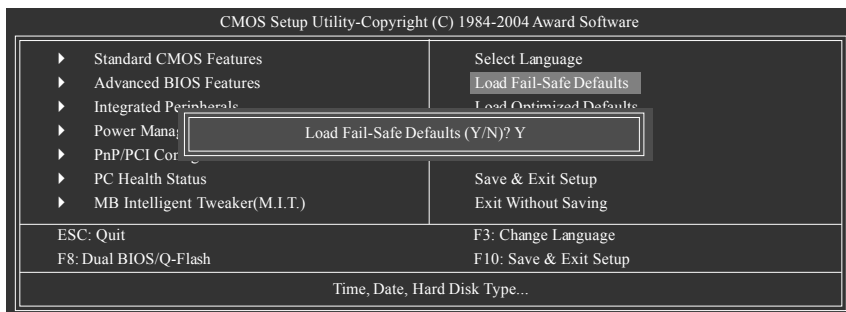 CMOS Setup Utility-Copyright (C) 1984-2004 Award Software
Standard CMOS Features
Advanced BIOS Features
Integrated Peripherals
Power
PnP/PCI
PC Health Status
MB Intelligent Tweaker(M.I.T.)
Select Language
Load Fail-Safe Defaults
Load Optimized Defaults
Load Fail-Safe Defaults (Y/N)? Y
Save & Exit Setup
Exit Without Saving
ESC: Quit
F3: Change Language
F8: Dual BIOS/Q-Flash
F10: Save & Exit Setup
Time, Date, Hard Disk Type...